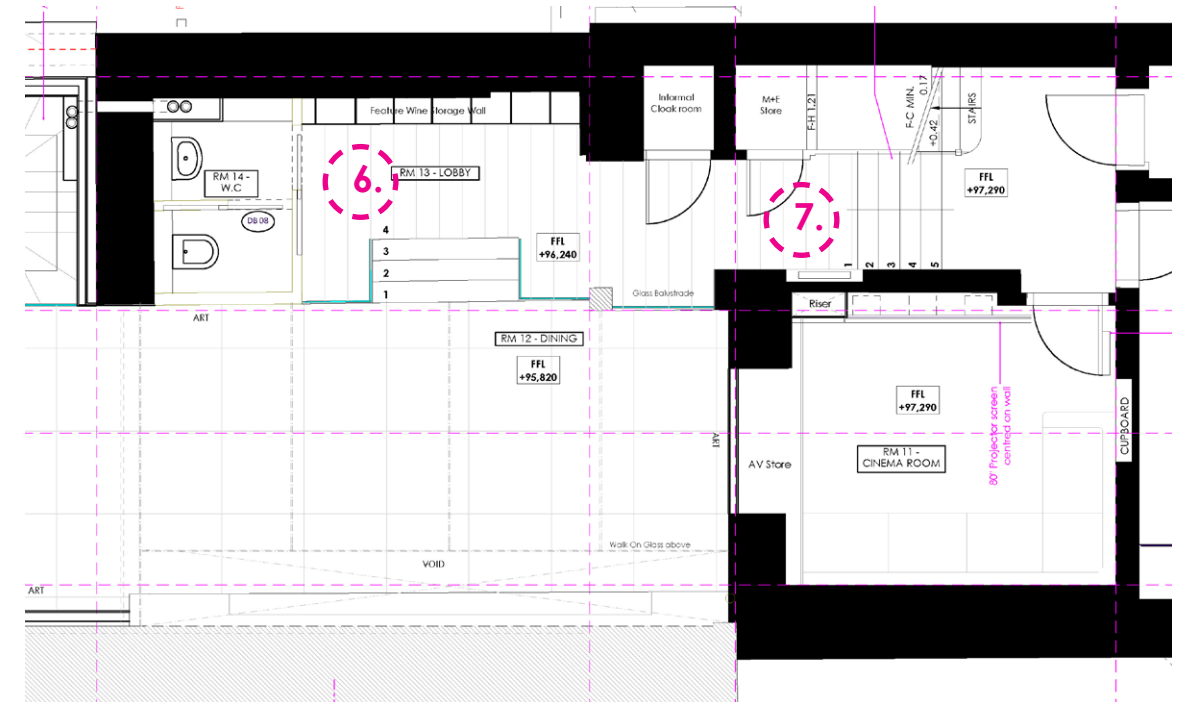 Informal
Cloak room
M+E
Store
F-H 1.21
F-C MIN.
0.17
+0.42
STAIRS
Feature Wine Storage Wall
RM 14 -
W.C
6.
RM 13 - LOBBY
FFL
+97,290
7.
DB 08
4
3
2
1
FFL
+96,240
1
2
3
4
5
Glass Balustrade
Riser
ART
RM 12 - DINING
FFL
+95,820
FFL
+97,290
80' Projector screen
centred on wall
CUPBOARD
ART
AV Store
RM 11 -
CINEMA ROOM
Walk On Glass above
VOID
ART